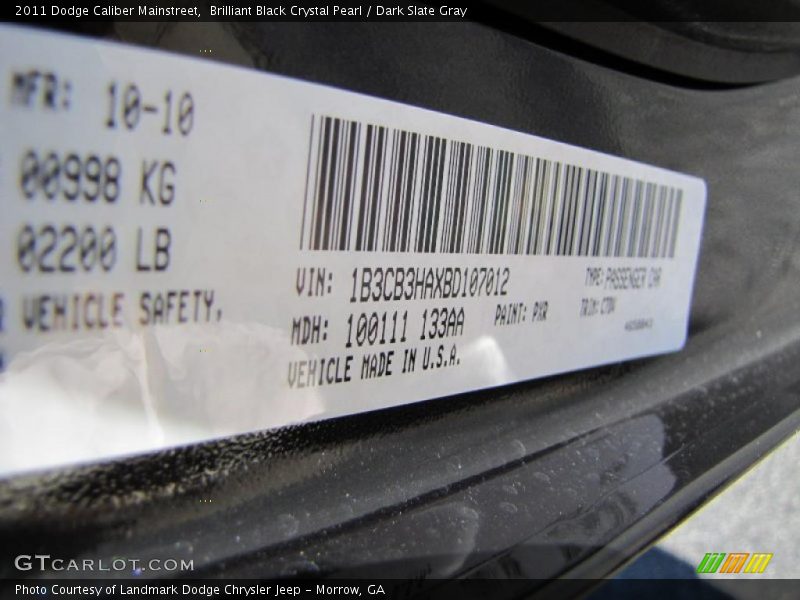 2011 Dodge Caliber Mainstreet, Brilliant Black Crystal Pearl / Dark Slate Gray
MFR: 10-10
00998 KG
02200 LB
VEHICLE SAFETY,
VIN: 1B3CB3HAXBD107012
TYPE: PASSENGER CAR
MDH: 100111 133AA
PAINT: PXR
TRIM: C7DV
VEHICLE MADE IN U.S.A.
GTCARLOT.COM
Photo Courtesy of Landmark Dodge Chrysler Jeep – Morrow, GA